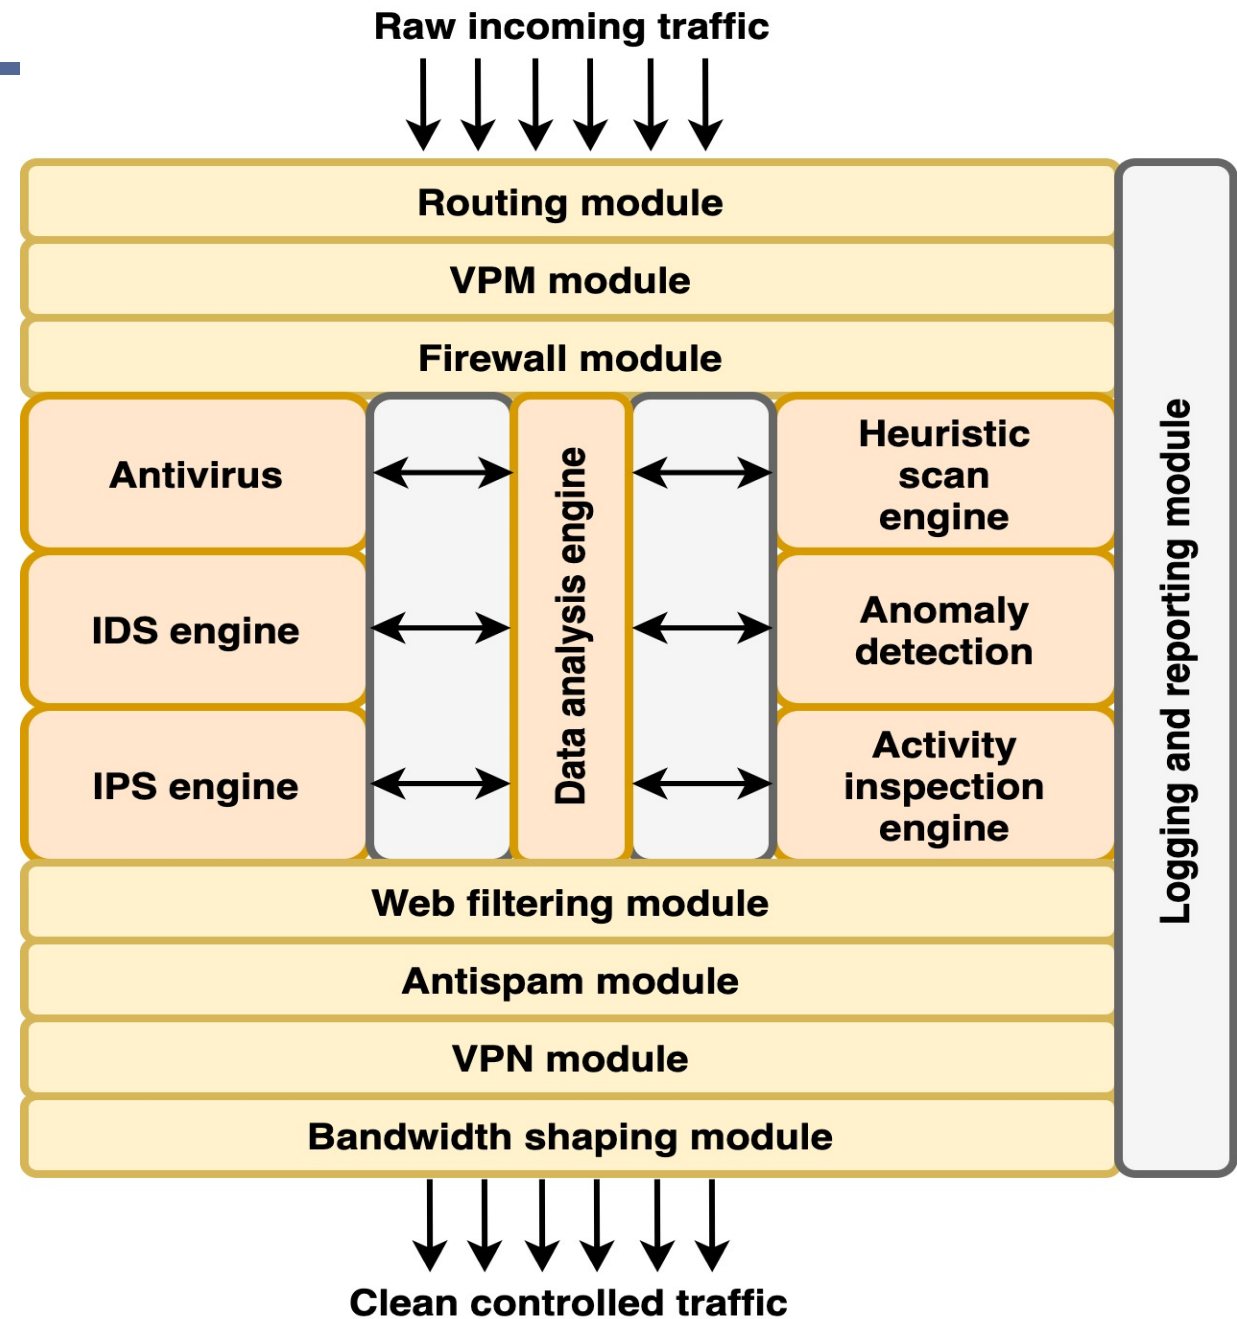 Raw incoming traffic
Routing module
VPM module
Firewall module
Antivirus
Heuristic
scan
engine
IDS engine
Data analysis engine
Anomaly
detection
IPS engine
Activity
inspection
engine
Logging and reporting module
Web filtering module
Antispam module
VPN module
Bandwidth shaping module
Clean controlled traffic